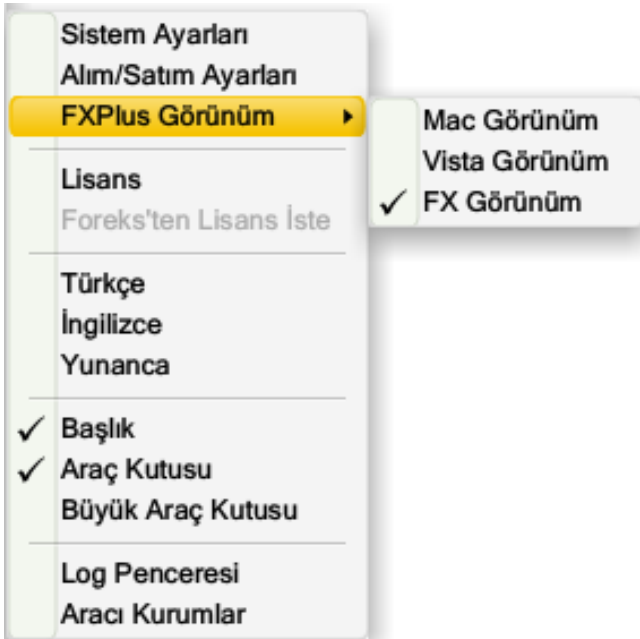 Sistem Ayarları
Alım/Satım Ayarları
FXPlus Görünüm
Mac Görünüm
Vista Görünüm
FX Görünüm
Lisans
Foreks'ten Lisans İste
Türkçe
İngilizce
Yunanca
Başlık
Araç Kutusu
Büyük Araç Kutusu
Log Penceresi
Aracı Kurumlar